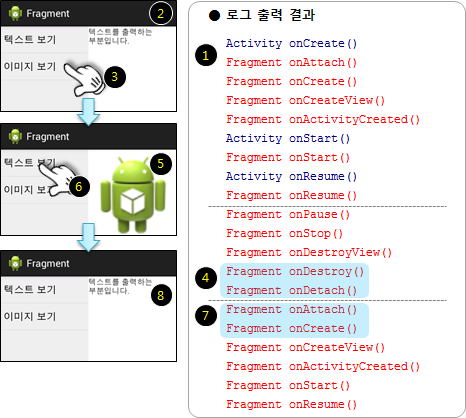 Fragment
2
텍스트 보기
텍스트를 출력하는
부분입니다.
이미지 보기
3
Fragment
텍스트 보기
5
6
이미지 보기
Fragment
텍스트 보기
텍스트를 출력하는
부분입니다.
8
이미지 보기
● 로그 출력 결과
1
Activity onCreate()
Fragment onAttach()
Fragment onCreate()
Fragment onCreateView()
Fragment onActivityCreated()
Activity onStart()
Fragment onStart()
Activity onResume()
Fragment onResume()
Fragment onPause()
Fragment onStop()
Fragment onDestroyView()
4
Fragment onDestroy()
Fragment onDetach()
7
Fragment onAttach()
Fragment onCreate()
Fragment onCreateView()
Fragment onActivityCreated()
Fragment onStart()
Fragment onResume()